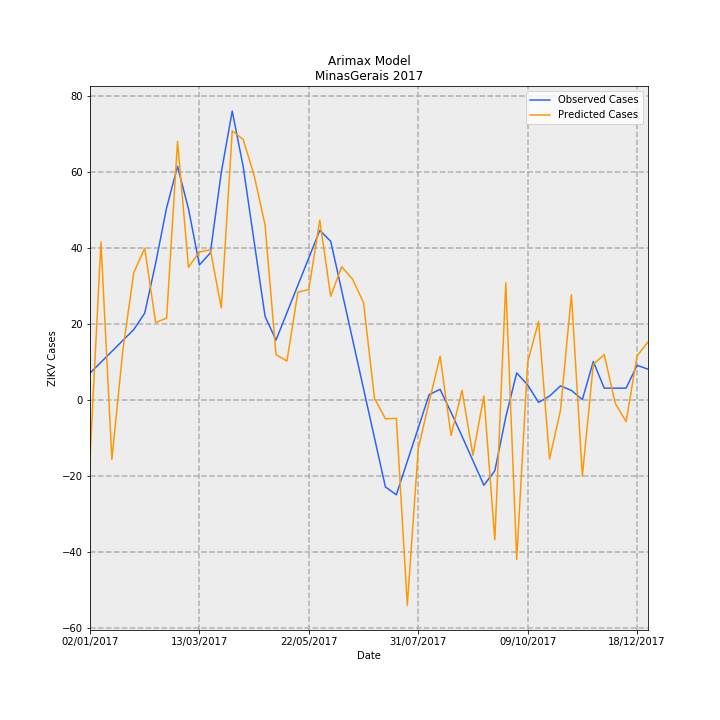 Arimax Model
MinasGerais 2017
Observed Cases
Predicted Cases
80
60
40
20
0
−20
−40
−60
ZIKV Cases
02/01/2017 13/03/2017 22/05/2017 31/07/2017 09/10/2017 18/12/2017
Date